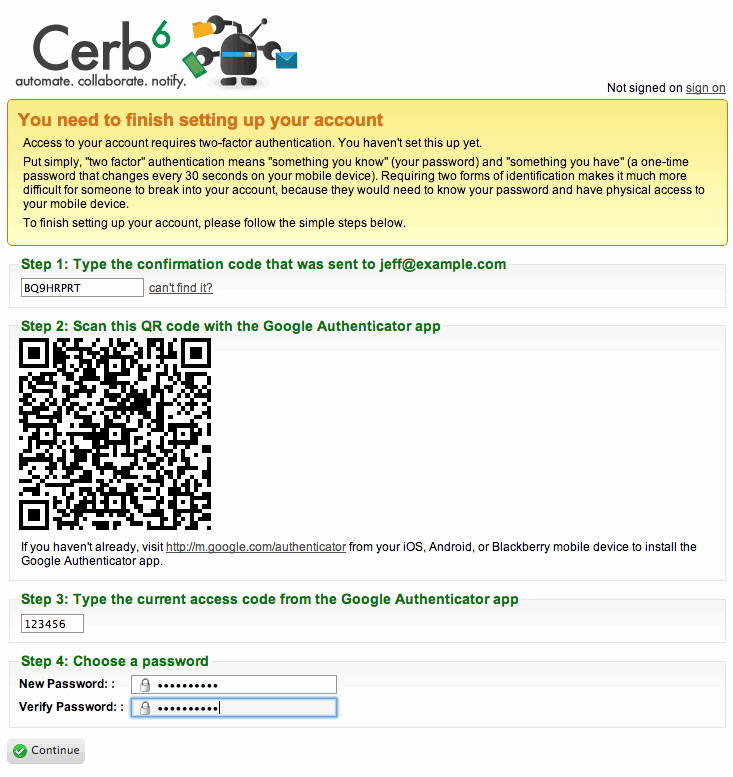 Cerb6
automate. collaborate. notify.
Not signed on sign on
You need to finish setting up your account
Access to your account requires two-factor authentication. You haven't set this up yet.
Put simply, "two factor" authentication means "something you know" (your password) and "something you have" (a one-time
password that changes every 30 seconds on your mobile device). Requiring two forms of identification makes it much more
difficult for someone to break into your account, because they would need to know your password and have physical access to
your mobile device.
To finish setting up your account, please follow the simple steps below.
Step 1: Type the confirmation code that was sent to jeff@example.com
BQ9HRPRT can't find it?
Step 2: Scan this QR code with the Google Authenticator app
If you haven't already, visit http://m.google.com/authenticator from your iOS, Android, or Blackberry mobile device to install the
Google Authenticator app.
Step 3: Type the current access code from the Google Authenticator app
123456
Step 4: Choose a password
New Password: : ••••••••••
Verify Password: : ••••••••••
Continue